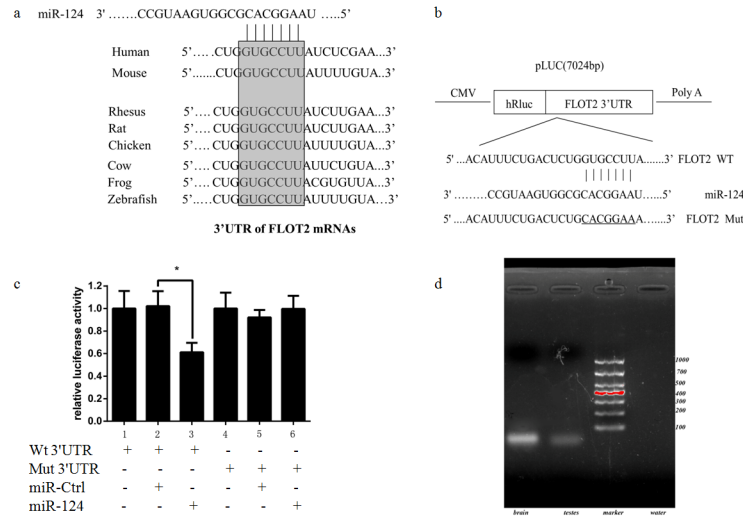 a
miR-124 3' .......CCGUAAGUGGCGCACGGAAU .....5'
Human 5'..... CUGGUGCCUUAUCUCGAA...3'
Mouse 5'.......CUGGUGCCUUAUUUUGUA...3'
Rhesus 5'.... CUGGUGCCUUAUCUUGAA...3'
Rat 5'.... CUGGUGCCUUAUCUUGAA...3'
Chicken 5'.... CUGGUGCCUUAUUUUGUA...3'
Cow 5'.... CUGGUGCCUUAUUCUGUA...3'
Frog 5'.... CUGGUGCCUUACGUGUUA...3'
Zebrafish 5'..... CUGGUGCCUUAUUUUGUA...3'
3'UTR of FLOT2 mRNAs
b
pLUC(7024bp)
CMV hRluc FLOT2 3'UTR Poly A
5' ...ACAUUUCUGACUCUGGUGCCUUA.......3' FLOT2 WT
3' .........CCGUAAGUGGCGCACGGAAU......5' miR-124
5' ...ACAUUUCUGACUCUGCACGGAAA.......3' FLOT2 Mut
c
relative luciferase activity
1.2
1.0
0.8
0.6
0.4
0.2
0.0
*
1 2 3 4 5 6
Wt 3'UTR + + + - - -
Mut 3'UTR - - - + + +
miR-Ctrl - + - - + -
miR-124 - - + - - +
d
1000
700
500
400
300
200
100
brain testes marker water